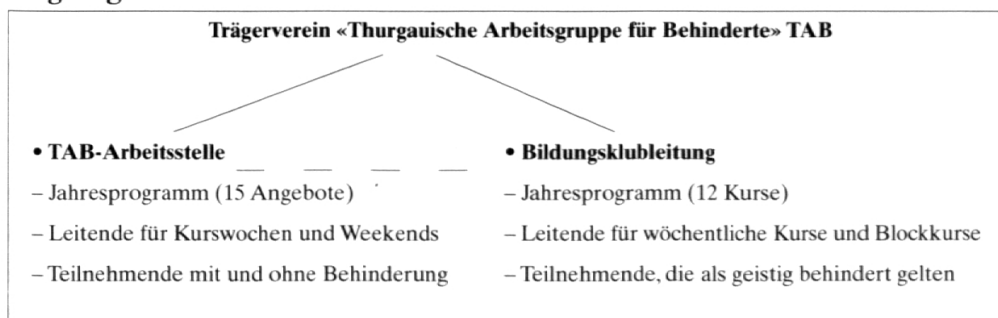 Trägerverein «Thurgauische Arbeitsgruppe für Behinderte» TAB
• TAB-Arbeitsstelle
– Jahresprogramm (15 Angebote)
– Leitende für Kurswochen und Weekends
– Teilnehmende mit und ohne Behinderung
• Bildungsklubleitung
– Jahresprogramm (12 Kurse)
– Leitende für wöchentliche Kurse und Blockkurse
– Teilnehmende, die als geistig behindert gelten